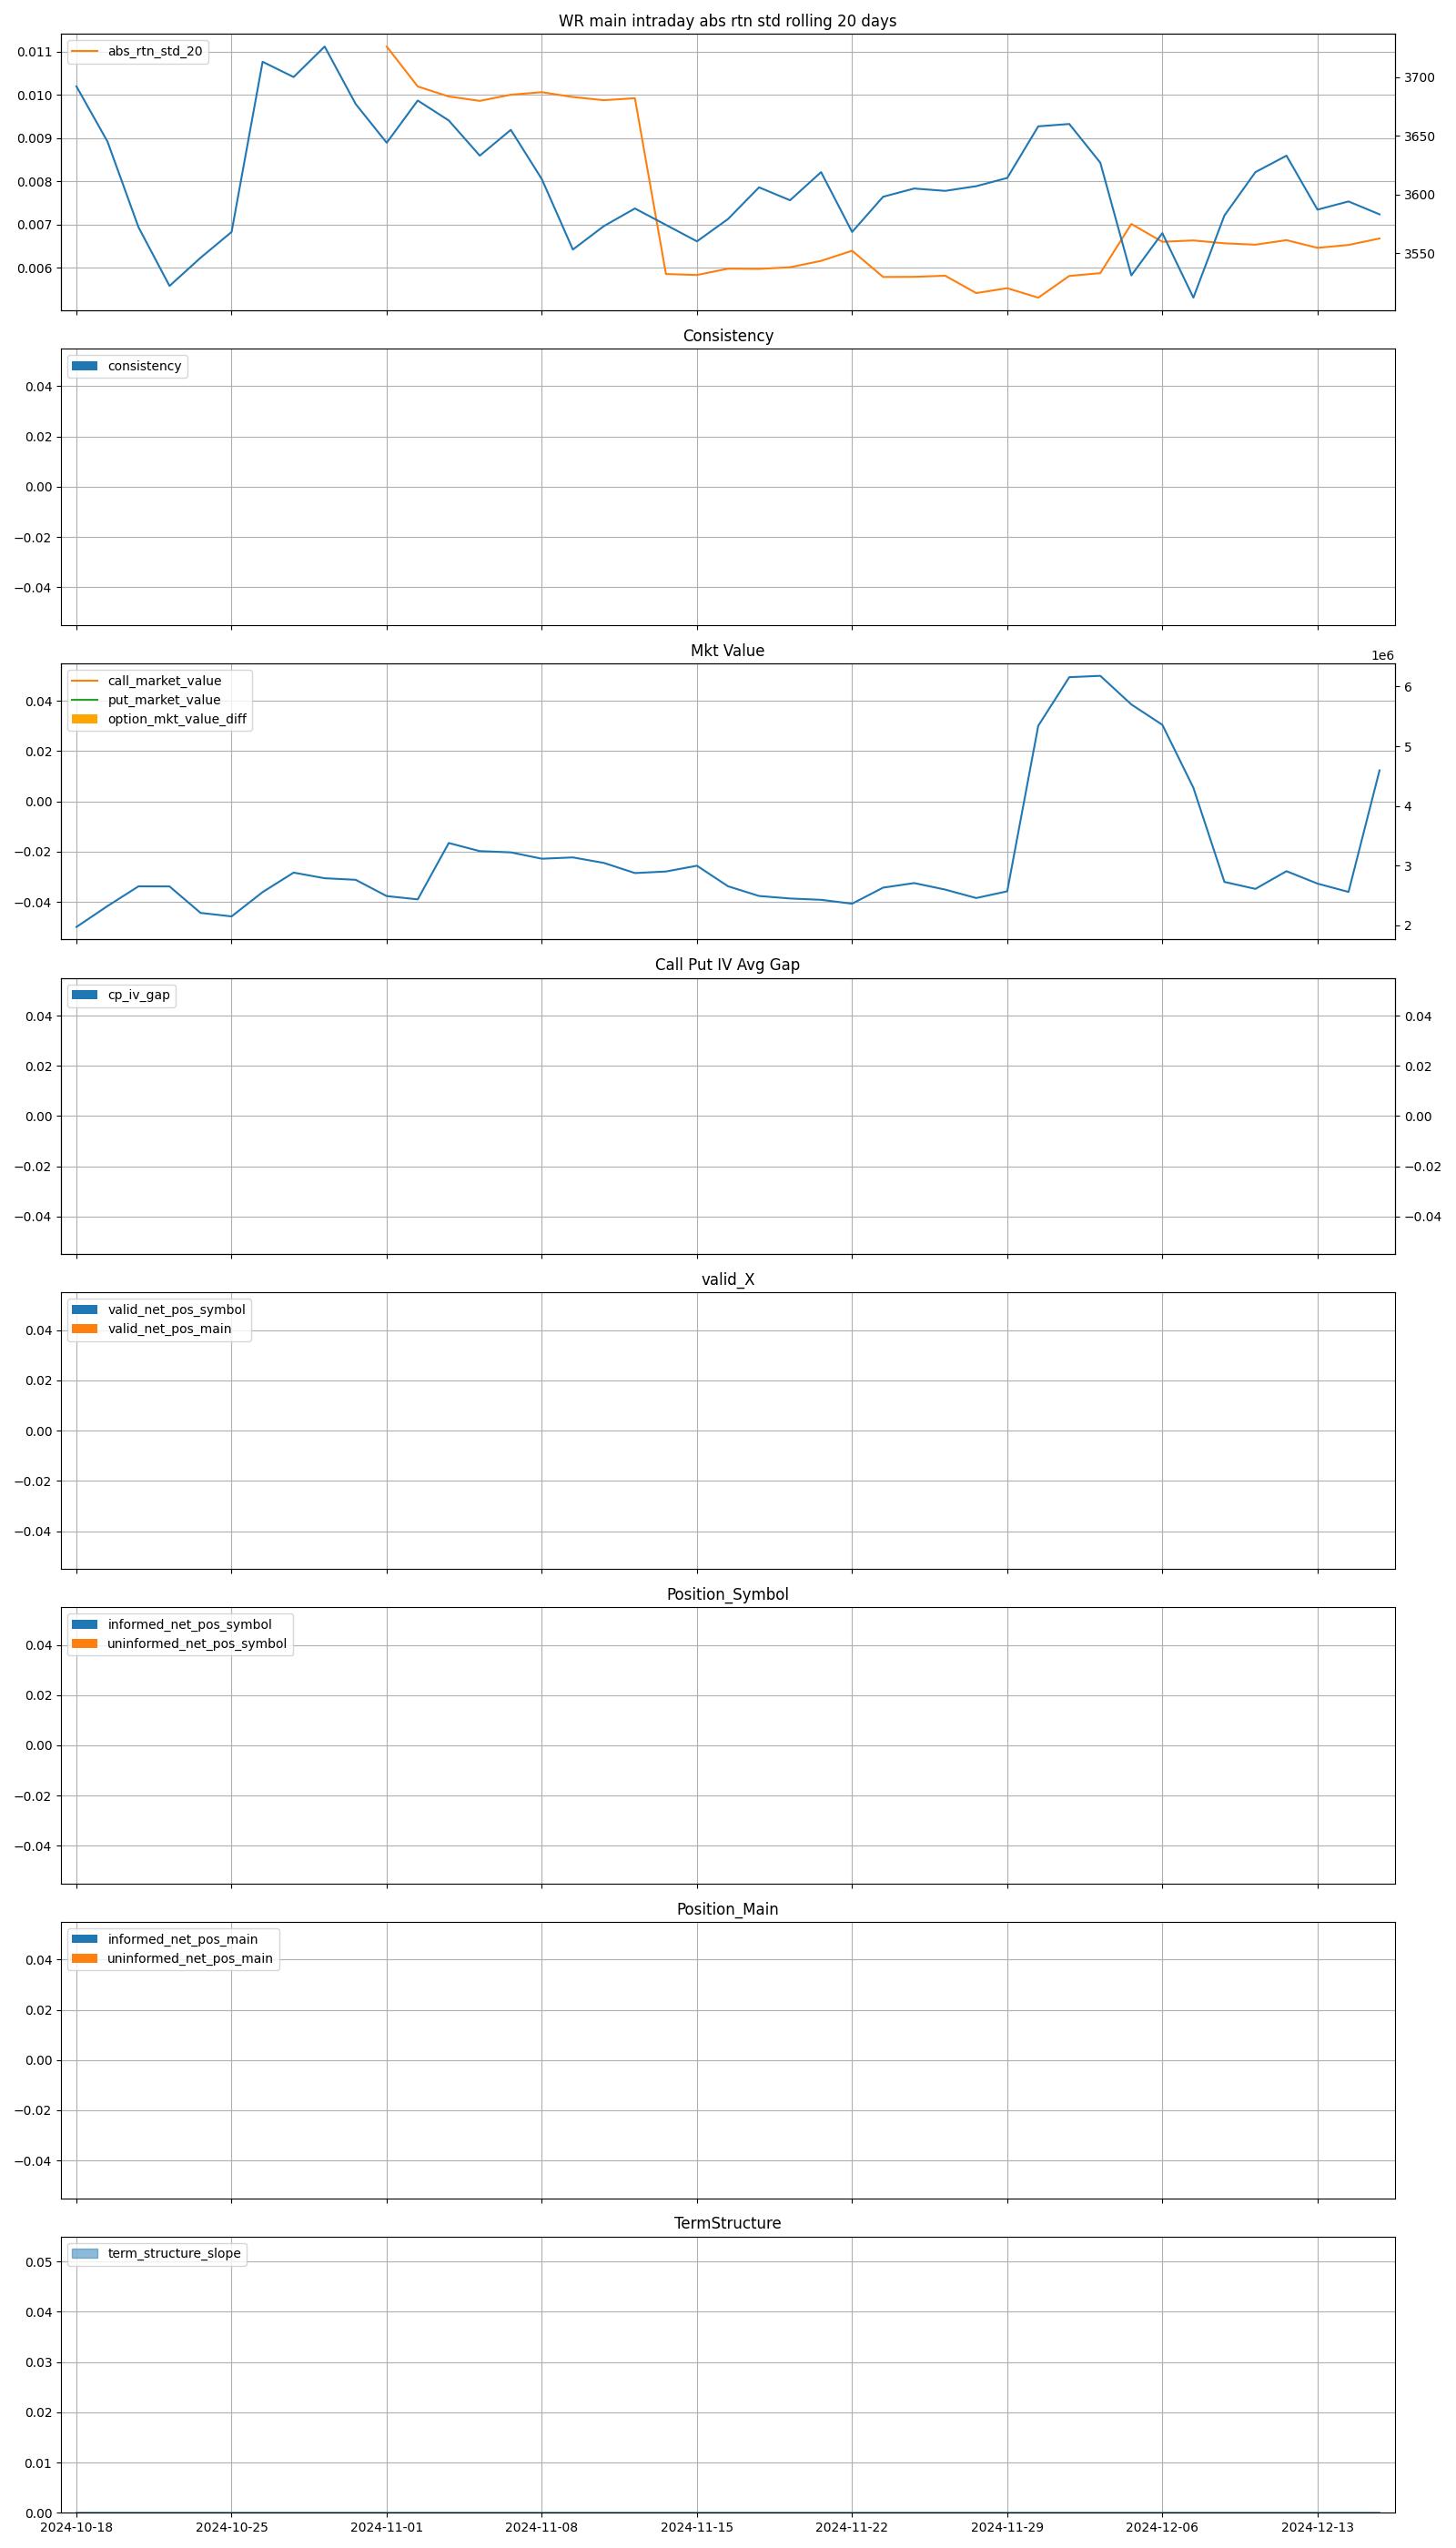 WR main intraday abs rtn std rolling 20 days
abs_rtn_std_20
0.011
0.010
0.009
0.008
0.007
0.006
3700
3650
3600
3550
Consistency
consistency
0.04
0.02
0.00
−0.02
−0.04
Mkt Value
1e6
call_market_value
put_market_value
option_mkt_value_diff
0.04
0.02
0.00
−0.02
−0.04
6
5
4
3
2
Call Put IV Avg Gap
cp_iv_gap
0.04
0.02
0.00
−0.02
−0.04
0.04
0.02
0.00
−0.02
−0.04
valid_X
valid_net_pos_symbol
valid_net_pos_main
0.04
0.02
0.00
−0.02
−0.04
Position_Symbol
informed_net_pos_symbol
uninformed_net_pos_symbol
0.04
0.02
0.00
−0.02
−0.04
Position_Main
informed_net_pos_main
uninformed_net_pos_main
0.04
0.02
0.00
−0.02
−0.04
TermStructure
term_structure_slope
0.05
0.04
0.03
0.02
0.01
0.00
2024-10-18 2024-10-25 2024-11-01 2024-11-08 2024-11-15 2024-11-22 2024-11-29 2024-12-06 2024-12-13